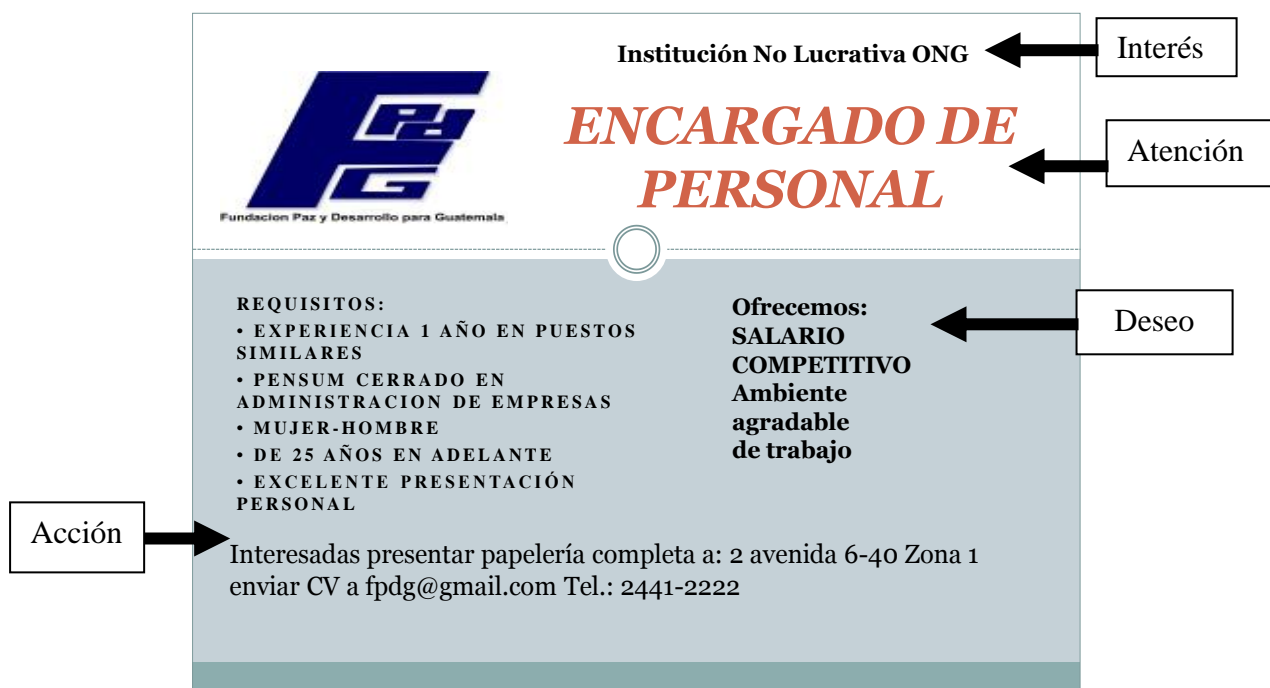 Institución No Lucrativa ONG
Interés
FPdG
Fundacion Paz y Desarrollo para Guatemala
ENCARGADO DE
PERSONAL
Atención
REQUISITOS:
• EXPERIENCIA 1 AÑO EN PUESTOS
SIMILARES
• PENSUM CERRADO EN
ADMINISTRACION DE EMPRESAS
• MUJER-HOMBRE
• DE 25 AÑOS EN ADELANTE
• EXCELENTE PRESENTACIÓN
PERSONAL
Ofrecemos:
SALARIO
COMPETITIVO
Ambiente
agradable
de trabajo
Deseo
Acción
Interesadas presentar papelería completa a: 2 avenida 6-40 Zona 1
enviar CV a fpdg@gmail.com Tel.: 2441-2222